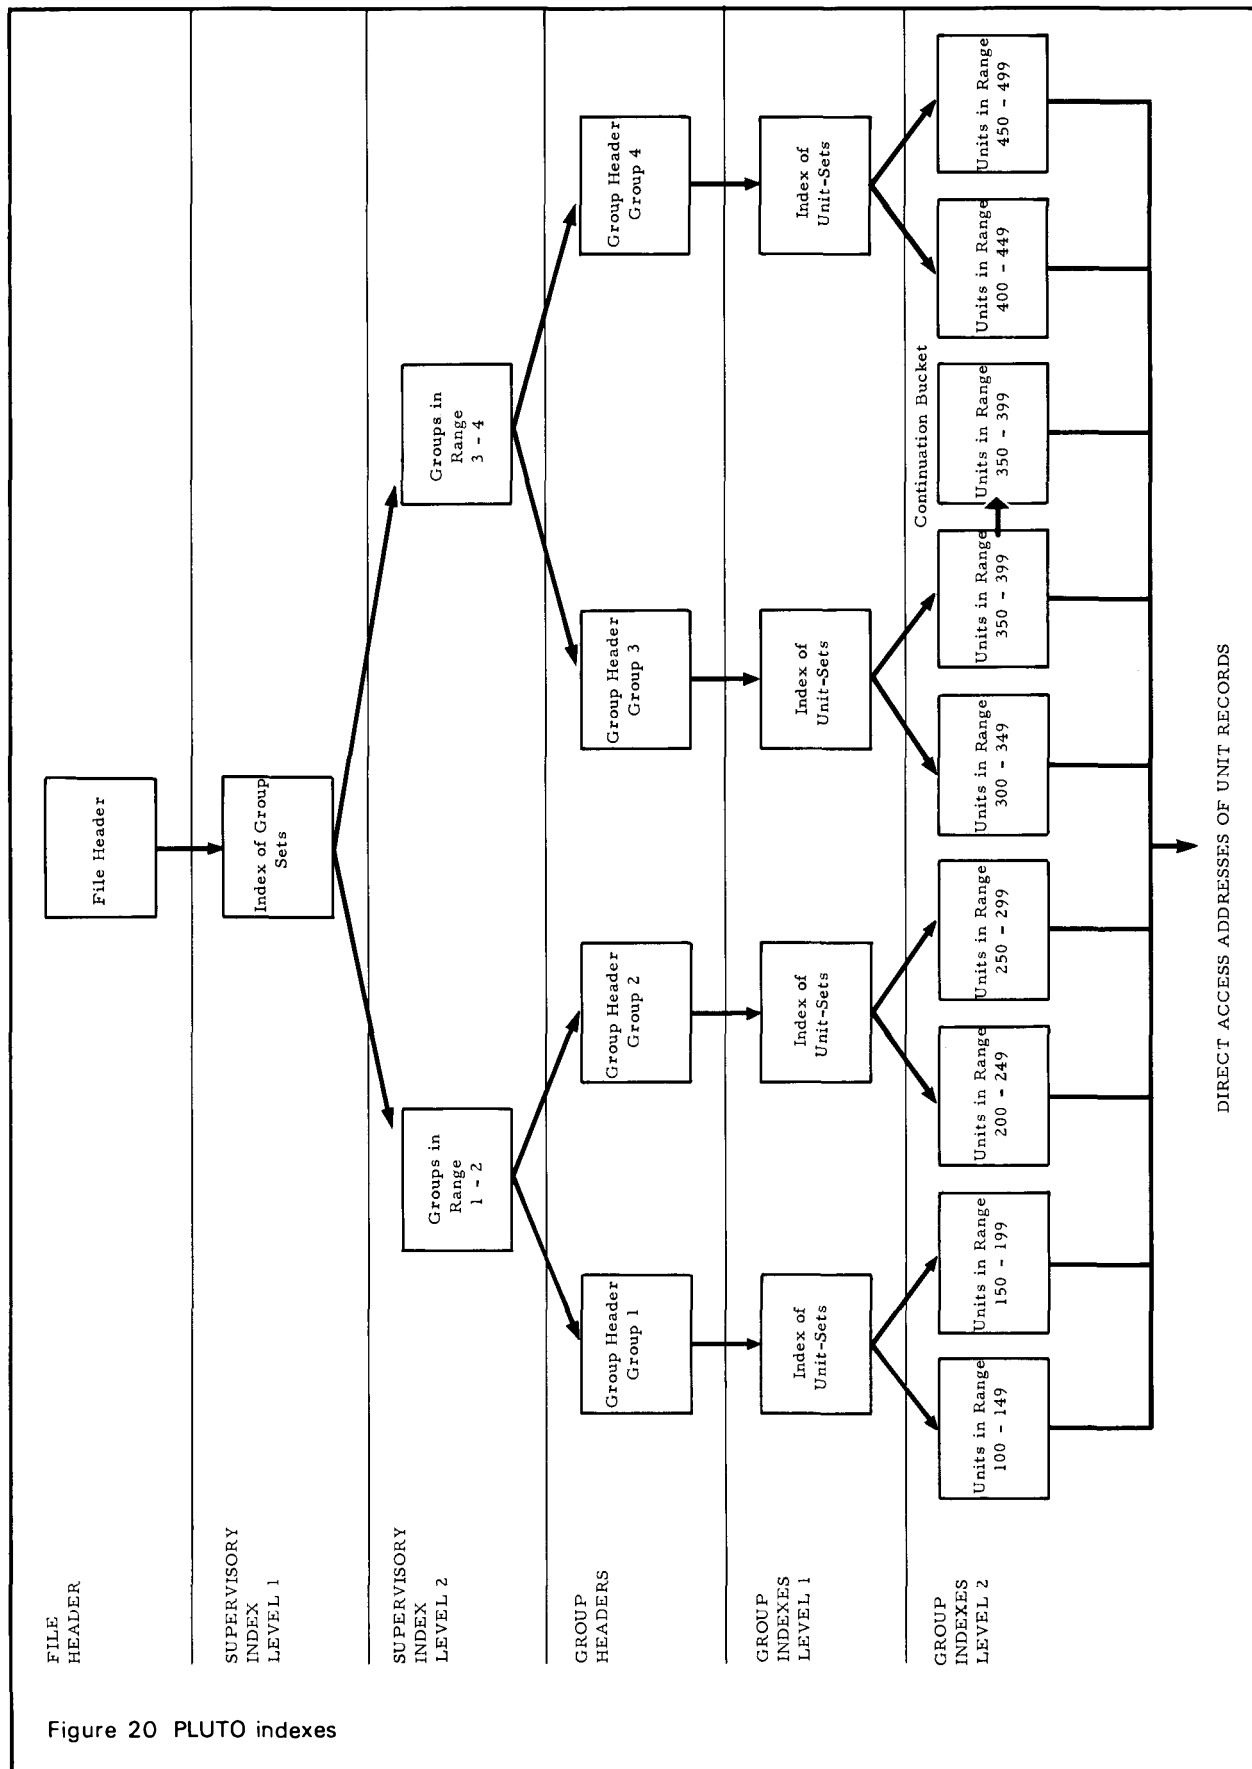 FILE
HEADER
File Header
SUPERVISORY
INDEX
LEVEL 1
Index of Group
Sets
SUPERVISORY
INDEX
LEVEL 2
Groups in
Range
1 - 2
Groups in
Range
3 - 4
GROUP
HEADERS
Group Header
Group 1
Group Header
Group 2
Group Header
Group 3
Group Header
Group 4
GROUP
INDEXES
LEVEL 1
Index of
Unit-Sets
Index of
Unit-Sets
Index of
Unit-Sets
Index of
Unit-Sets
GROUP
INDEXES
LEVEL 2
Continuation Bucket
Units in Range
100 - 149
Units in Range
150 - 199
Units in Range
200 - 249
Units in Range
250 - 299
Units in Range
300 - 349
Units in Range
350 - 399
Units in Range
350 - 399
Units in Range
400 - 449
Units in Range
450 - 499
DIRECT ACCESS ADDRESSES OF UNIT RECORDS
Figure 20 PLUTO indexes